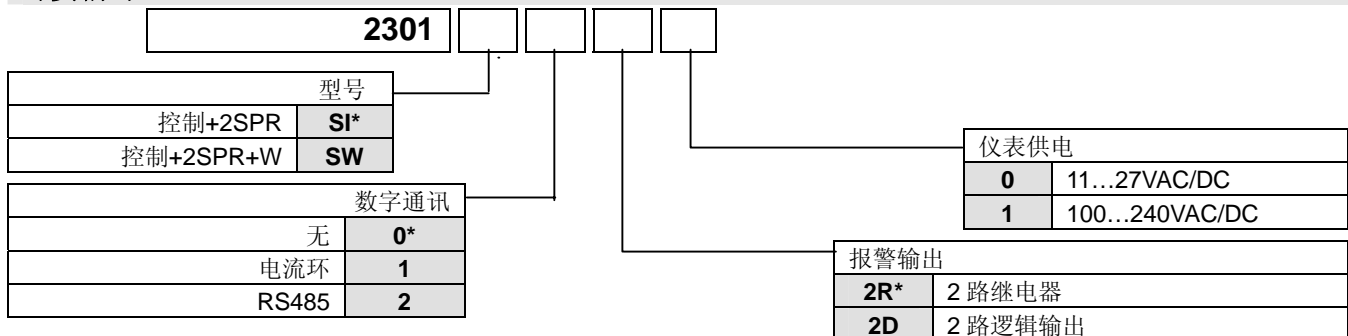 2301
型号
控制+2SPR SI*
控制+2SPR+W SW
数字通讯
无 0*
电流环 1
RS485 2
仪表供电
0 11…27VAC/DC
1 100…240VAC/DC
报警输出
2R* 2 路继电器
2D 2 路逻辑输出